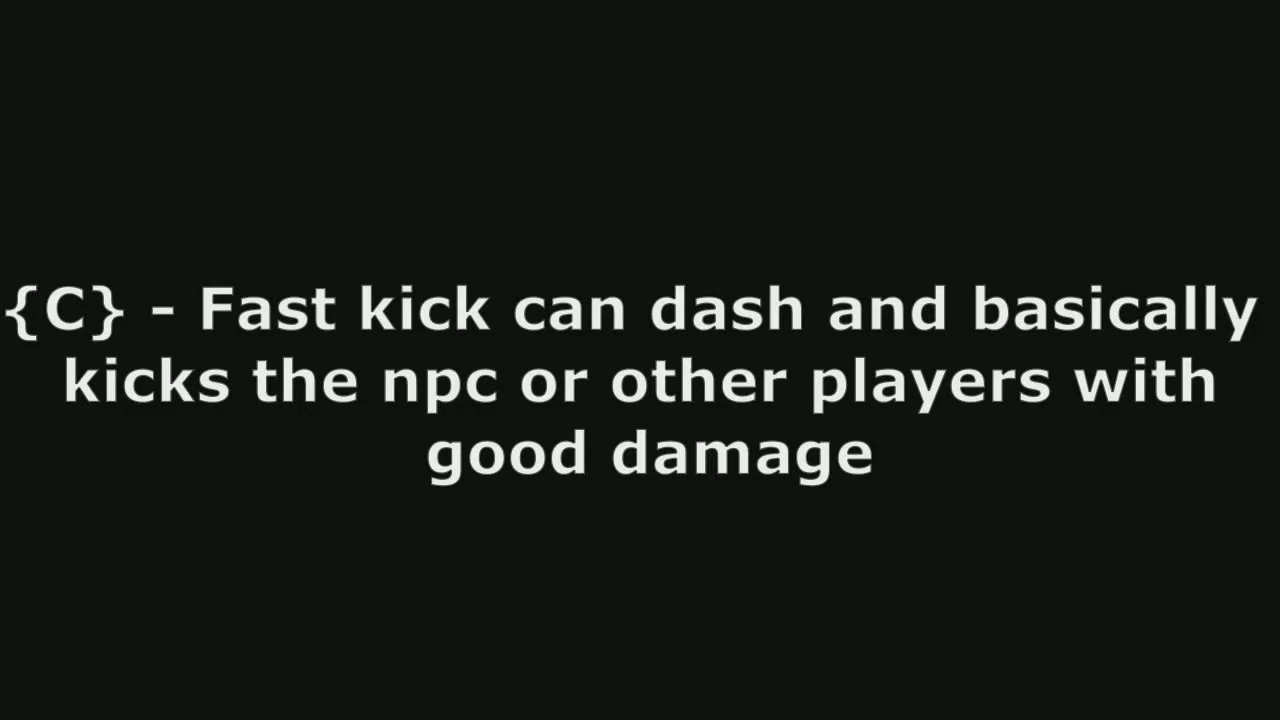 {C} - Fast kick can dash and basically
kicks the npc or other players with
good damage